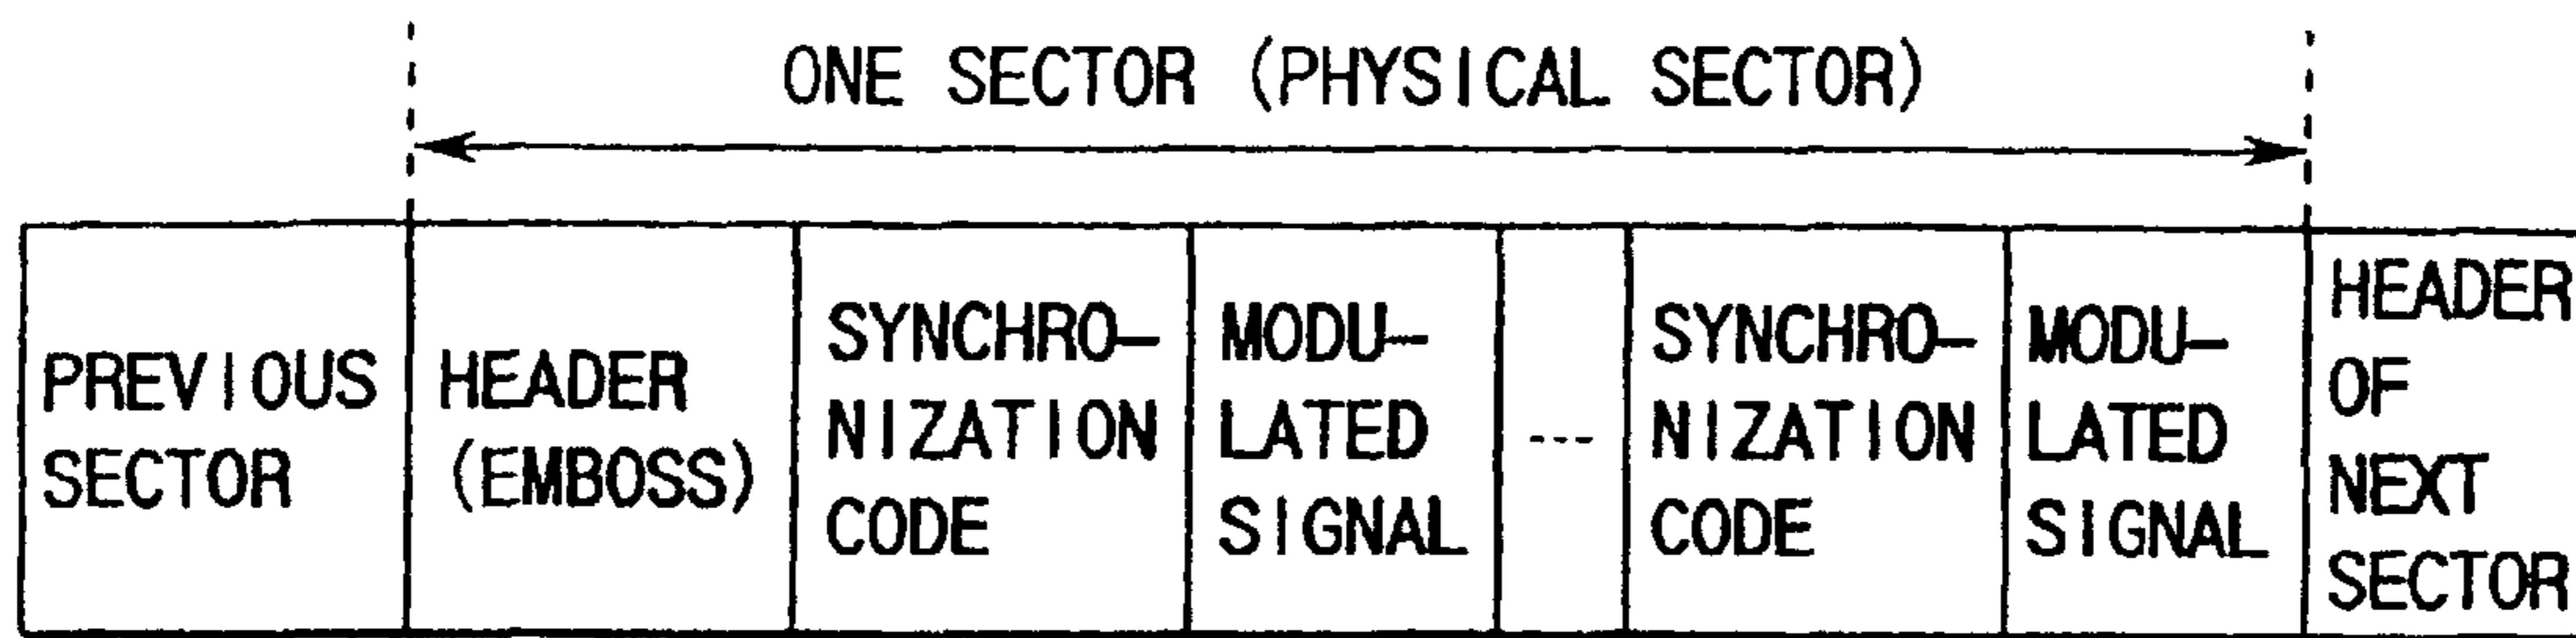 ONE SECTOR (PHYSICAL SECTOR)
PREVIOUS
SECTOR
HEADER
(EMBOSS)
SYNCHRO-
NIZATION
CODE
MODU-
LATED
SIGNAL
---
SYNCHRO-
NIZATION
CODE
MODU-
LATED
SIGNAL
HEADER
OF
NEXT
SECTOR